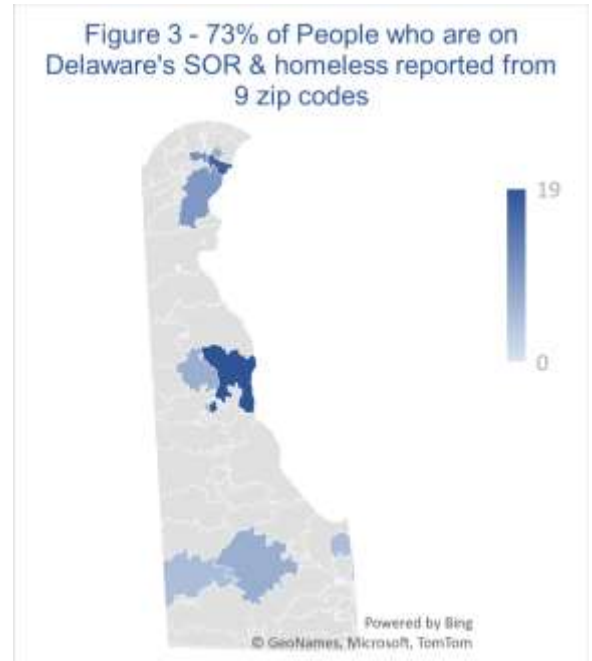 Figure 3 - 73% of People who are on
Delaware's SOR & homeless reported from
9 zip codes
19
0
Powered by Bing
© GeoNames, Microsoft, TomTom